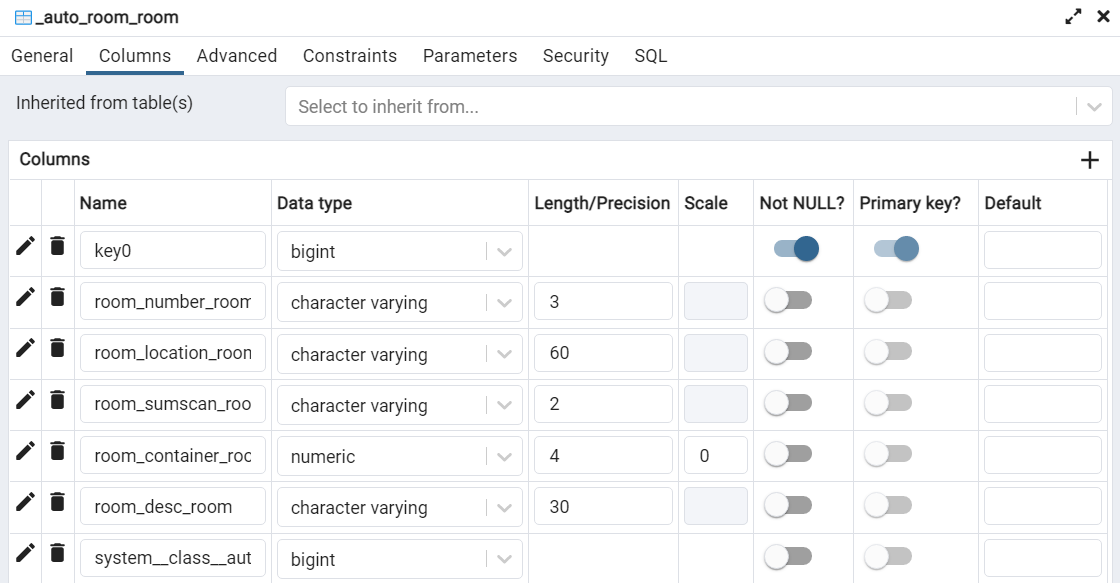 _auto_room_room
General Columns Advanced Constraints Parameters Security SQL
Inherited from table(s) Select to inherit from...
Columns
Name Data type Length/Precision Scale Not NULL? Primary key? Default
key0 bigint
room_number_room character varying 3
room_location_room character varying 60
room_sumscan_roo character varying 2
room_container_roo numeric 4 0
room_desc_room character varying 30
system__class__aut bigint